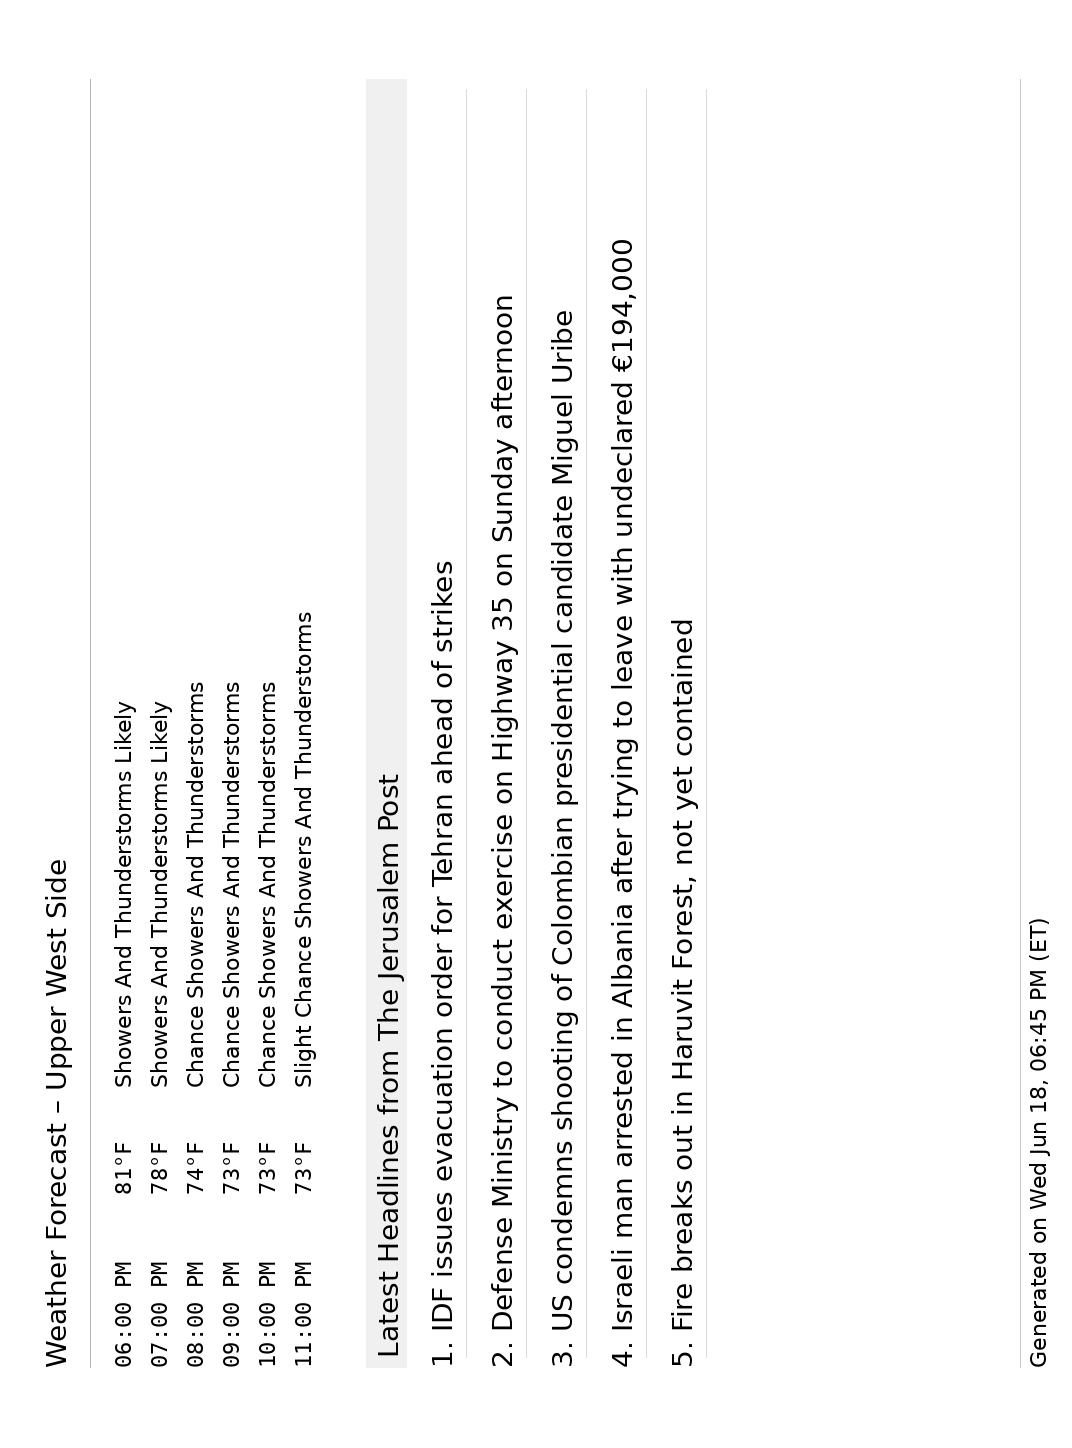 Weather Forecast – Upper West Side
06:00 PM 81°F Showers And Thunderstorms Likely
07:00 PM 78°F Showers And Thunderstorms Likely
08:00 PM 74°F Chance Showers And Thunderstorms
09:00 PM 73°F Chance Showers And Thunderstorms
10:00 PM 73°F Chance Showers And Thunderstorms
11:00 PM 73°F Slight Chance Showers And Thunderstorms
Latest Headlines from The Jerusalem Post
1. IDF issues evacuation order for Tehran ahead of strikes
2. Defense Ministry to conduct exercise on Highway 35 on Sunday afternoon
3. US condemns shooting of Colombian presidential candidate Miguel Uribe
4. Israeli man arrested in Albania after trying to leave with undeclared €194,000
5. Fire breaks out in Haruvit Forest, not yet contained
Generated on Wed Jun 18, 06:45 PM (ET)